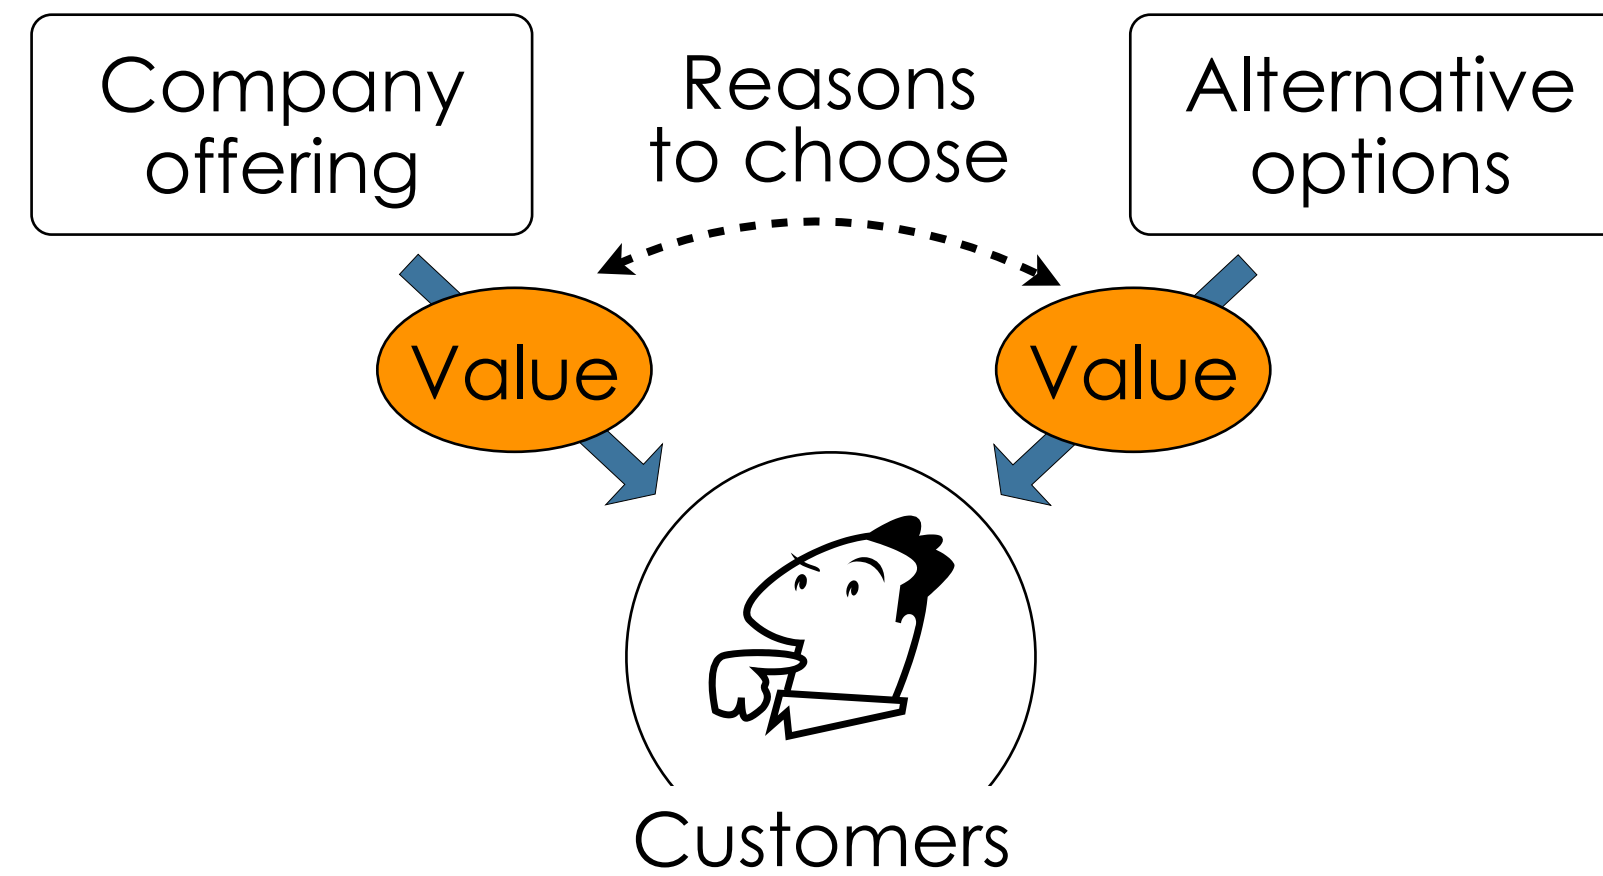 Company
offering
Reasons
to choose
Alternative
options
Value
Value
Customers